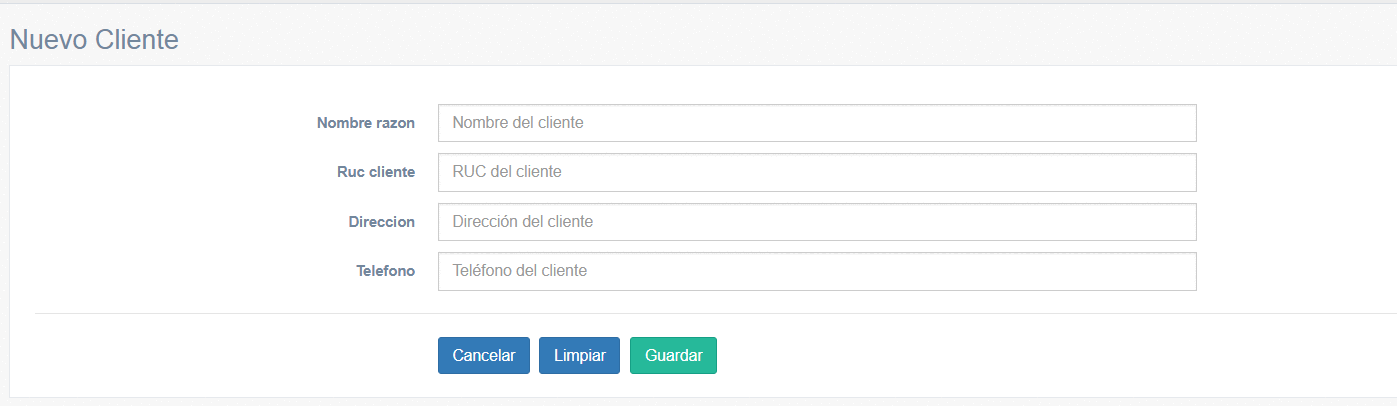 Nuevo Cliente
Nombre razon Nombre del cliente
Ruc cliente RUC del cliente
Direccion Dirección del cliente
Telefono Teléfono del cliente
Cancelar Limpiar Guardar